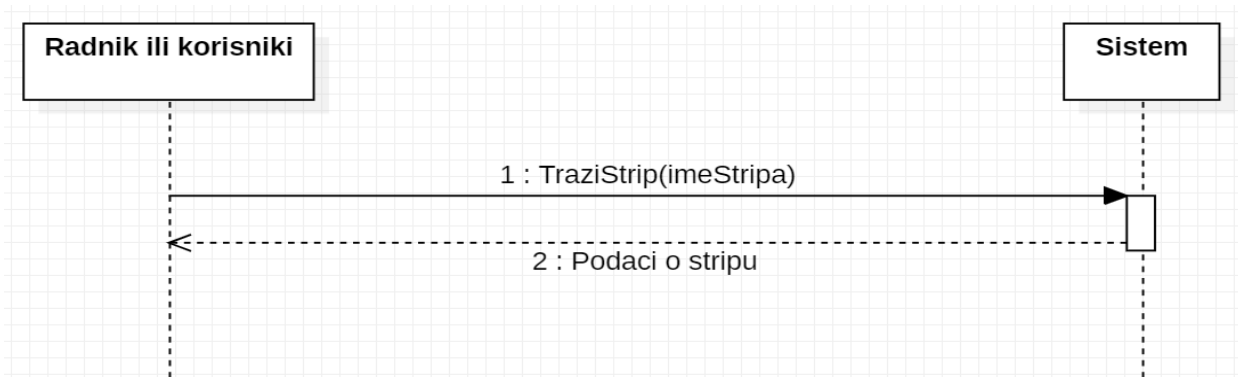 Radnik ili korisniki
Sistem
1 : TraziStrip(imeStripa)
2 : Podaci o stripu